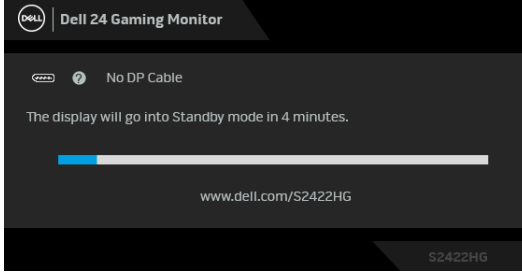 DELL
Dell 24 Gaming Monitor
? No DP Cable
The display will go into Standby mode in 4 minutes.
www.dell.com/S2422HG
S2422HG